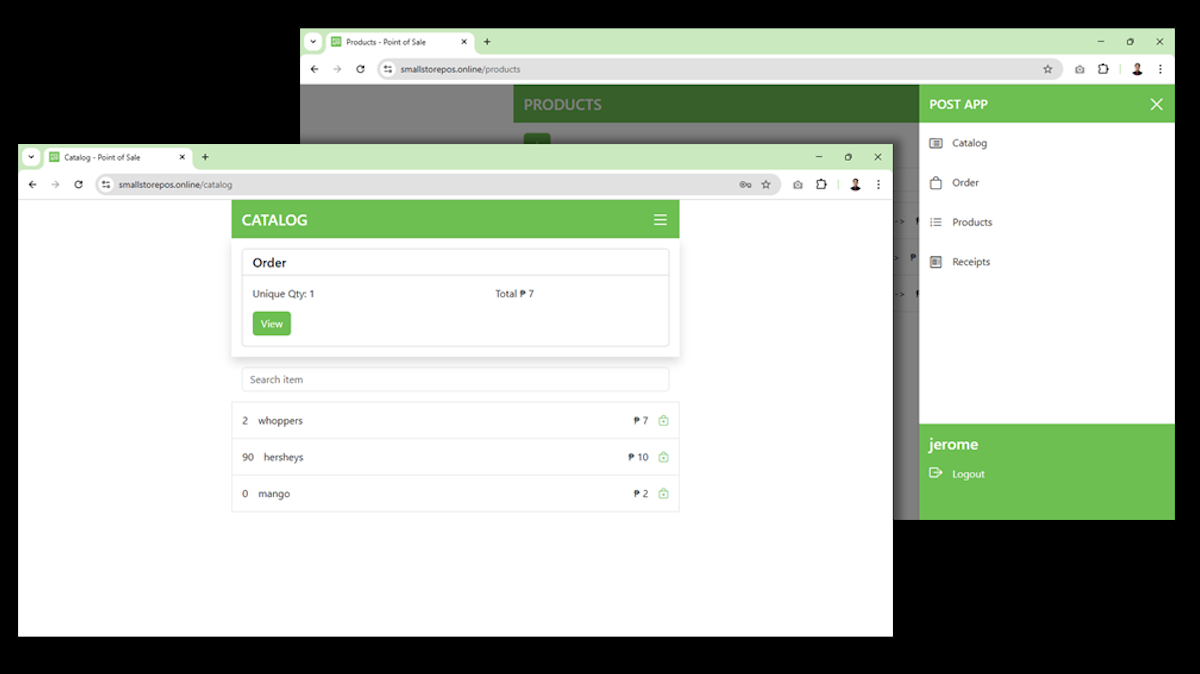 Products - Point of Sale
smallstorepos.online/products
PRODUCTS
POST APP
Catalog
Order
Products
Receipts
jerome
Logout
Catalog - Point of Sale
smallstorepos.online/catalog
CATALOG
Order
Unique Qty: 1 Total ₱ 7
View
Search item
2 whoppers ₱ 7
90 hersheys ₱ 10
0 mango ₱ 2